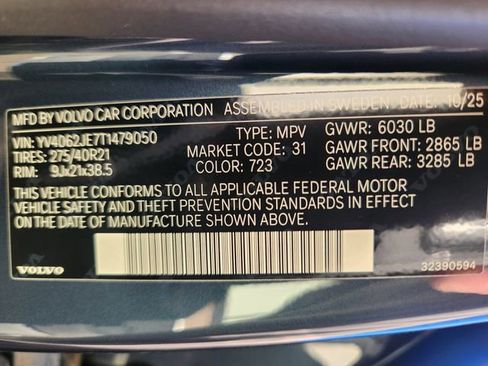 MFD BY VOLVO CAR CORPORATION ASSEMBLED IN SWEDEN DATE: 10/25
VIN: YV4062JE7T1479050 TYPE: MPV GVWR: 6030 LB
TIRES: 275/40R21 MARKET CODE: 31 GAWR FRONT: 2865 LB
RIM: 9Jx21x38.5 COLOR: 723 GAWR REAR: 3285 LB
THIS VEHICLE CONFORMS TO ALL APPLICABLE FEDERAL MOTOR
VEHICLE SAFETY AND THEFT PREVENTION STANDARDS IN EFFECT
ON THE DATE OF MANUFACTURE SHOWN ABOVE.
VOLVO 32390594